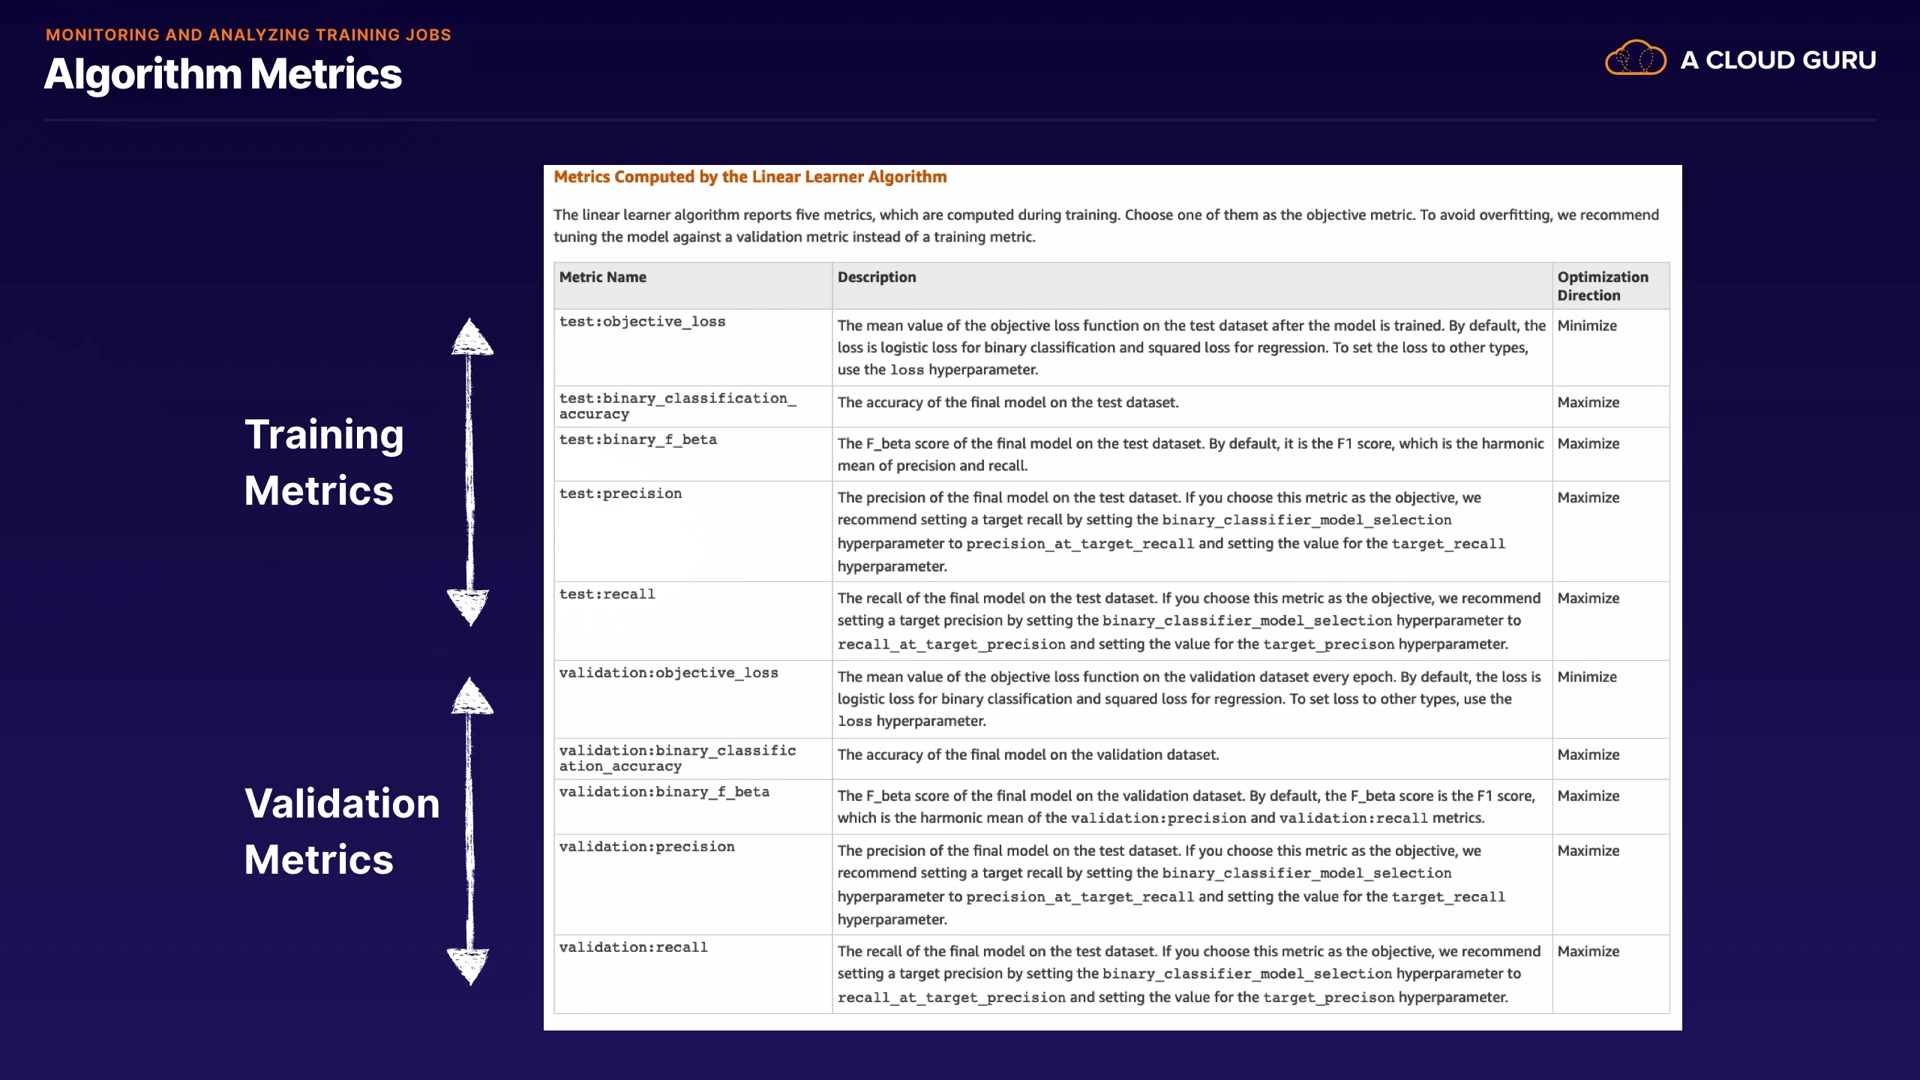 MONITORING AND ANALYZING TRAINING JOBS
Algorithm Metrics
A CLOUD GURU
Training
Metrics
Validation
Metrics
Metrics Computed by the Linear Learner Algorithm
The linear learner algorithm reports five metrics, which are computed during training. Choose one of them as the objective metric. To avoid overfitting, we recommend
tuning the model against a validation metric instead of a training metric.
Metric Name
Description
Optimization
Direction
test:objective_loss
The mean value of the objective loss function on the test dataset after the model is trained. By default, the
loss is logistic loss for binary classification and squared loss for regression. To set the loss to other types,
use the loss hyperparameter.
Minimize
test:binary_classification_
accuracy
The accuracy of the final model on the test dataset.
Maximize
test:binary_f_beta
The F_beta score of the final model on the test dataset. By default, it is the F1 score, which is the harmonic
mean of precision and recall.
Maximize
test:precision
The precision of the final model on the test dataset. If you choose this metric as the objective, we
recommend setting a target recall by setting the binary_classifier_model_selection
hyperparameter to precision_at_target_recall and setting the value for the target_recall
hyperparameter.
Maximize
test:recall
The recall of the final model on the test dataset. If you choose this metric as the objective, we recommend
setting a target precision by setting the binary_classifier_model_selection hyperparameter to
recall_at_target_precision and setting the value for the target_precison hyperparameter.
Maximize
validation:objective_loss
The mean value of the objective loss function on the validation dataset every epoch. By default, the loss is
logistic loss for binary classification and squared loss for regression. To set loss to other types, use the
loss hyperparameter.
Minimize
validation:binary_classific
ation_accuracy
The accuracy of the final model on the validation dataset.
Maximize
validation:binary_f_beta
The F_beta score of the final model on the validation dataset. By default, the F_beta score is the F1 score,
which is the harmonic mean of the validation:precision and validation:recall metrics.
Maximize
validation:precision
The precision of the final model on the test dataset. If you choose this metric as the objective, we
recommend setting a target recall by setting the binary_classifier_model_selection
hyperparameter to precision_at_target_recall and setting the value for the target_recall
hyperparameter.
Maximize
validation:recall
The recall of the final model on the test dataset. If you choose this metric as the objective, we recommend
setting a target precision by setting the binary_classifier_model_selection hyperparameter to
recall_at_target_precision and setting the value for the target_precison hyperparameter.
Maximize